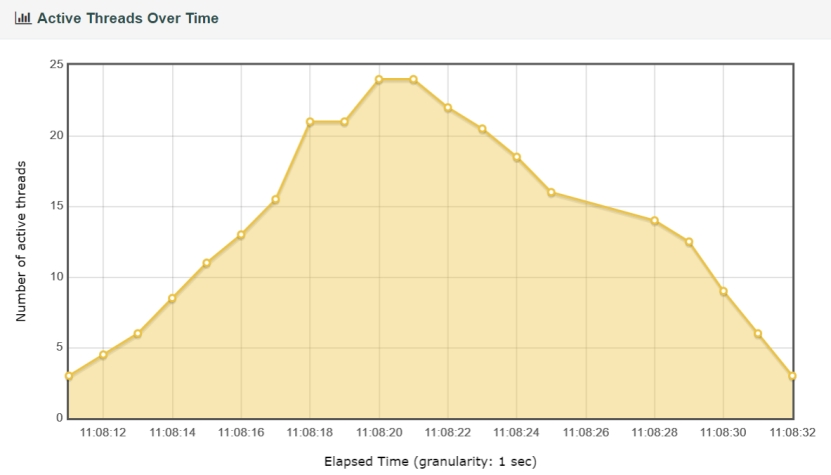 Active Threads Over Time
25
20
15
10
5
0
Number of active threads
11:08:12 11:08:14 11:08:16 11:08:18 11:08:20 11:08:22 11:08:24 11:08:26 11:08:28 11:08:30 11:08:32
Elapsed Time (granularity: 1 sec)